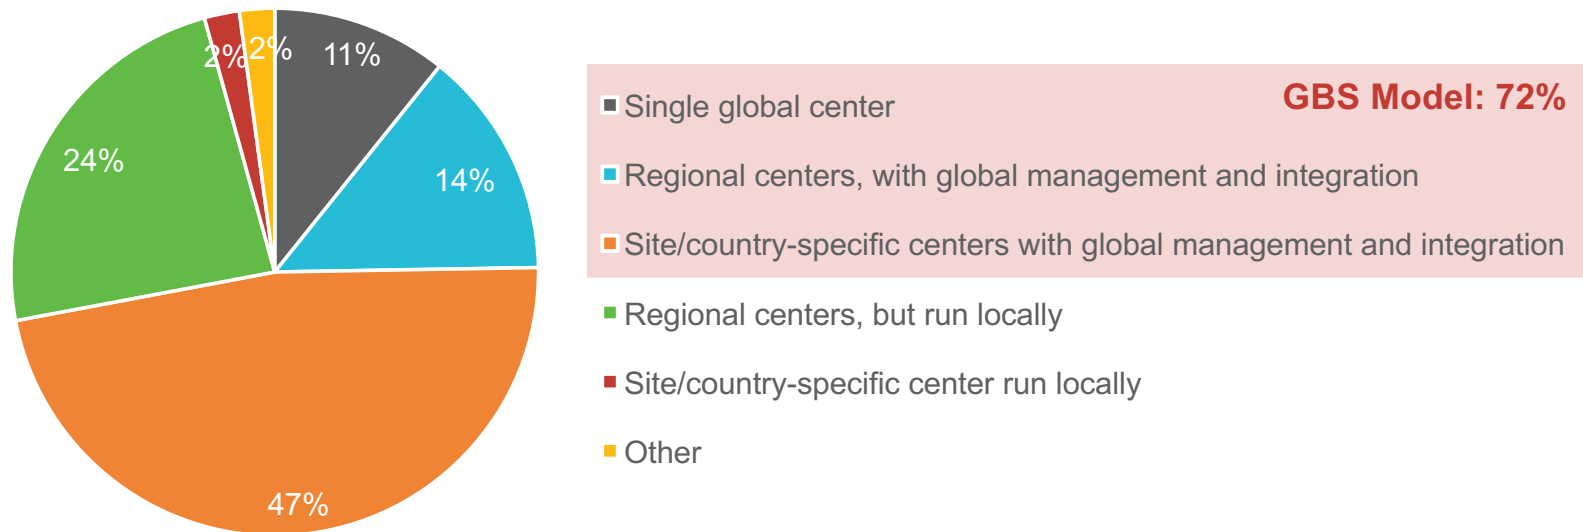 2%
2%
11%
24%
14%
47%
GBS Model: 72%
Single global center
Regional centers, with global management and integration
Site/country-specific centers with global management and integration
Regional centers, but run locally
Site/country-specific center run locally
Other